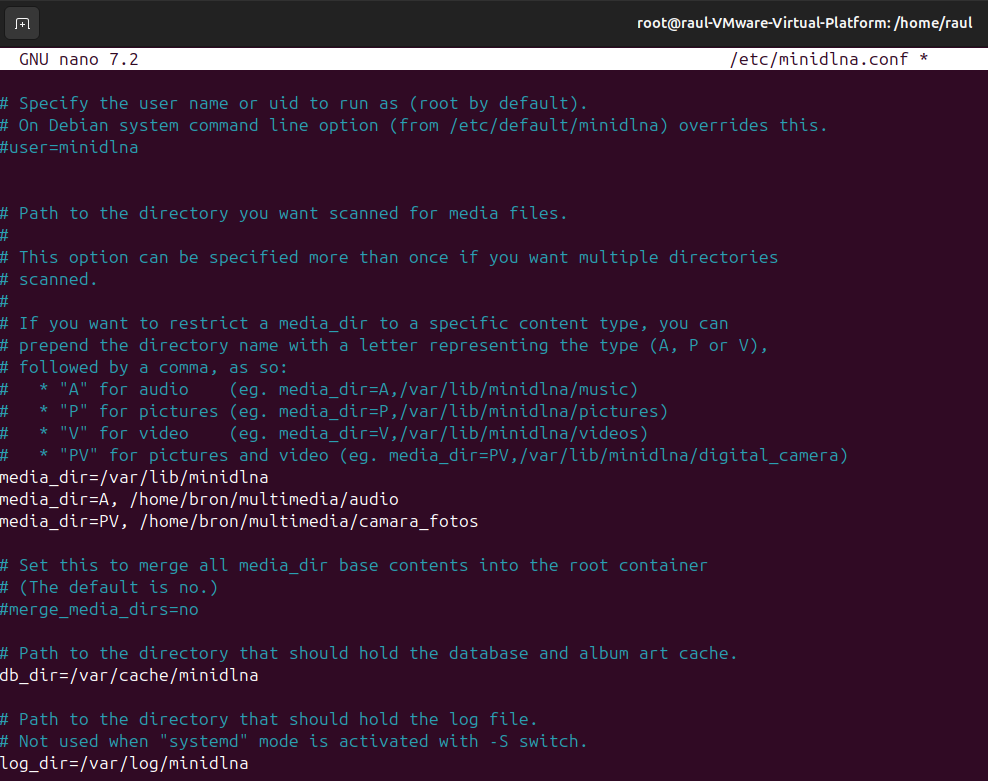 root@raul-VMware-Virtual-Platform: /home/raul
GNU nano 7.2 /etc/minidlna.conf *
# Specify the user name or uid to run as (root by default).
# On Debian system command line option (from /etc/default/minidlna) overrides this.
#user=minidlna
# Path to the directory you want scanned for media files.
#
# This option can be specified more than once if you want multiple directories
# scanned.
#
# If you want to restrict a media_dir to a specific content type, you can
# prepend the directory name with a letter representing the type (A, P or V),
# followed by a comma, as so:
#   * "A" for audio    (eg. media_dir=A,/var/lib/minidlna/music)
#   * "P" for pictures (eg. media_dir=P,/var/lib/minidlna/pictures)
#   * "V" for video    (eg. media_dir=V,/var/lib/minidlna/videos)
#   * "PV" for pictures and video (eg. media_dir=PV,/var/lib/minidlna/digital_camera)
media_dir=/var/lib/minidlna
media_dir=A, /home/bron/multimedia/audio
media_dir=PV, /home/bron/multimedia/camara_fotos
# Set this to merge all media_dir base contents into the root container
# (The default is no.)
#merge_media_dirs=no
# Path to the directory that should hold the database and album art cache.
db_dir=/var/cache/minidlna
# Path to the directory that should hold the log file.
# Not used when "systemd" mode is activated with -S switch.
log_dir=/var/log/minidlna